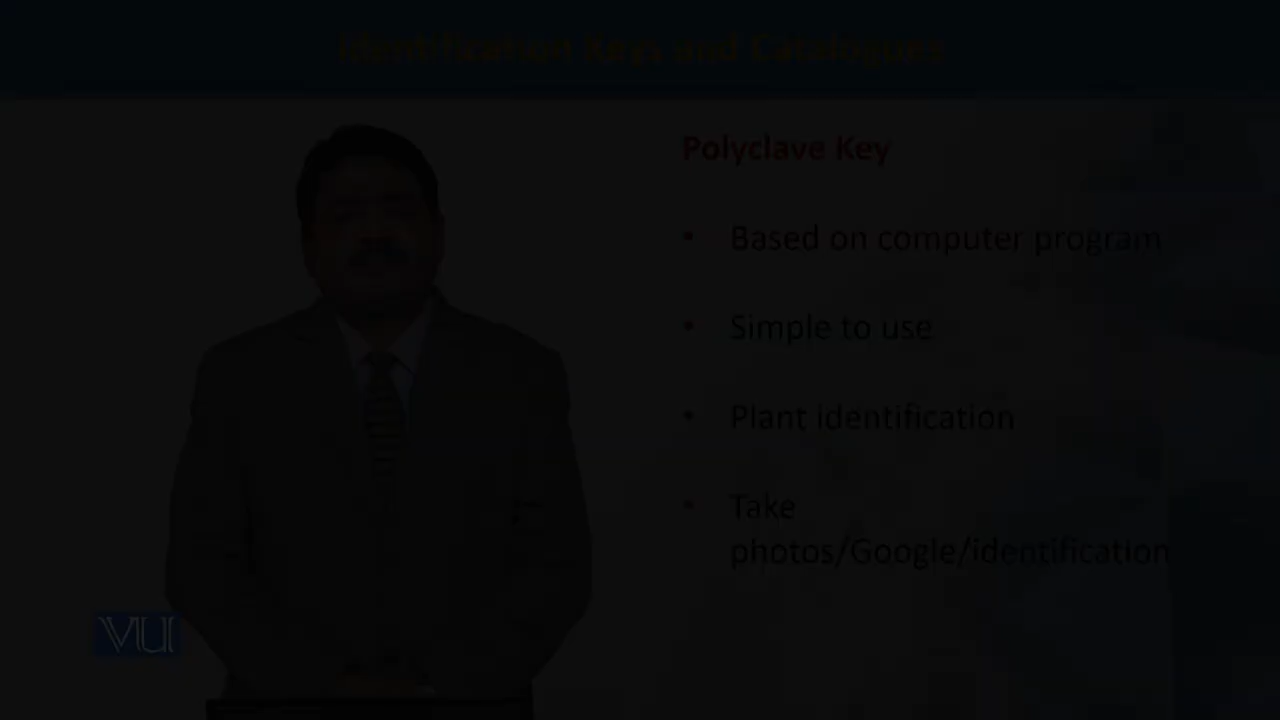 Identification Keys and Catalogues
Polyclave Key
• Based on computer program
• Simple to use
• Plant identification
• Take
photos/Google/identification
VU